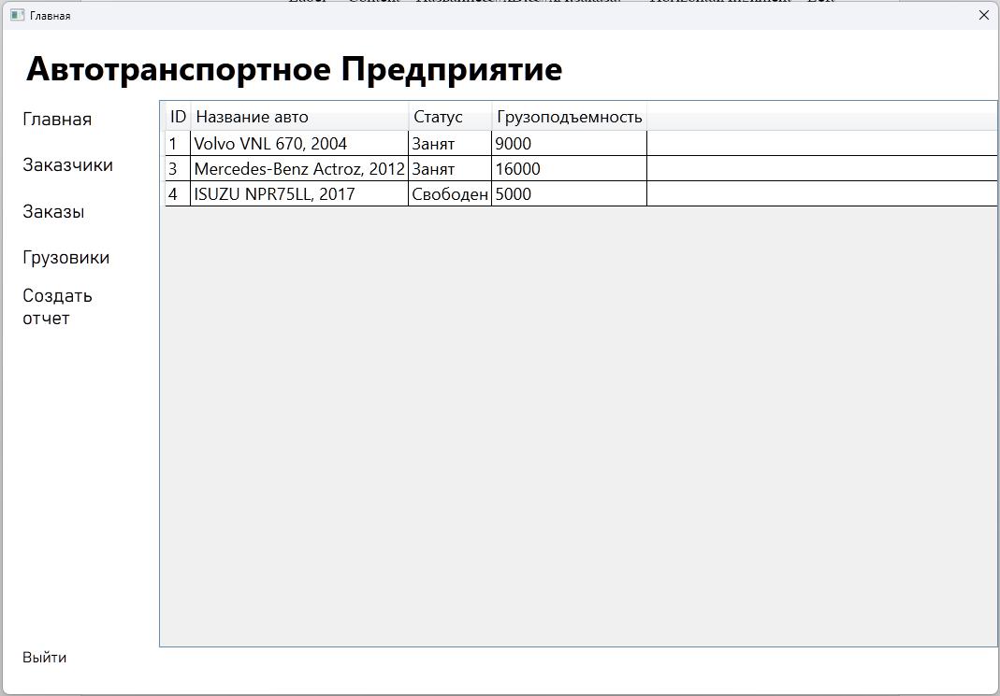 Главная
Автотранспортное Предприятие
Главная
Заказчики
Заказы
Грузовики
Создать
отчет
Выйти
ID Название авто Статус Грузоподъемность
1 Volvo VNL 670, 2004 Занят 9000
3 Mercedes-Benz Actroz, 2012 Занят 16000
4 ISUZU NPR75LL, 2017 Свободен 5000